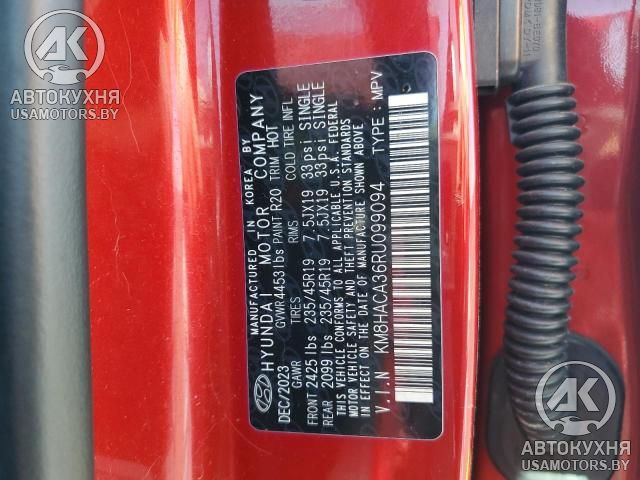 AK
АВТОКУХНЯ
USAMOTORS.BY
MANUFACTURED IN KOREA BY
HYUNDAI MOTOR COMPANY
DEC/2023 GVWR 4453lbs PAINT R20 TRIM HOT
GAWR TIRES RIMS COLD TIRE INFL
FRONT 2425 lbs 235/45R19 7.5JX19 33psi SINGLE
REAR 2099 lbs 235/45R19 7.5JX19 33psi SINGLE
THIS VEHICLE CONFORMS TO ALL APPLICABLE U.S.A. FEDERAL
MOTOR VEHICLE SAFETY AND THEFT PREVENTION STANDARDS
IN EFFECT ON THE DATE OF MANUFACTURE SHOWN ABOVE
V.I.N KM8HACA36RU099094 TYPE : MPV
AK
АВТОКУХНЯ
USAMOTORS.BY